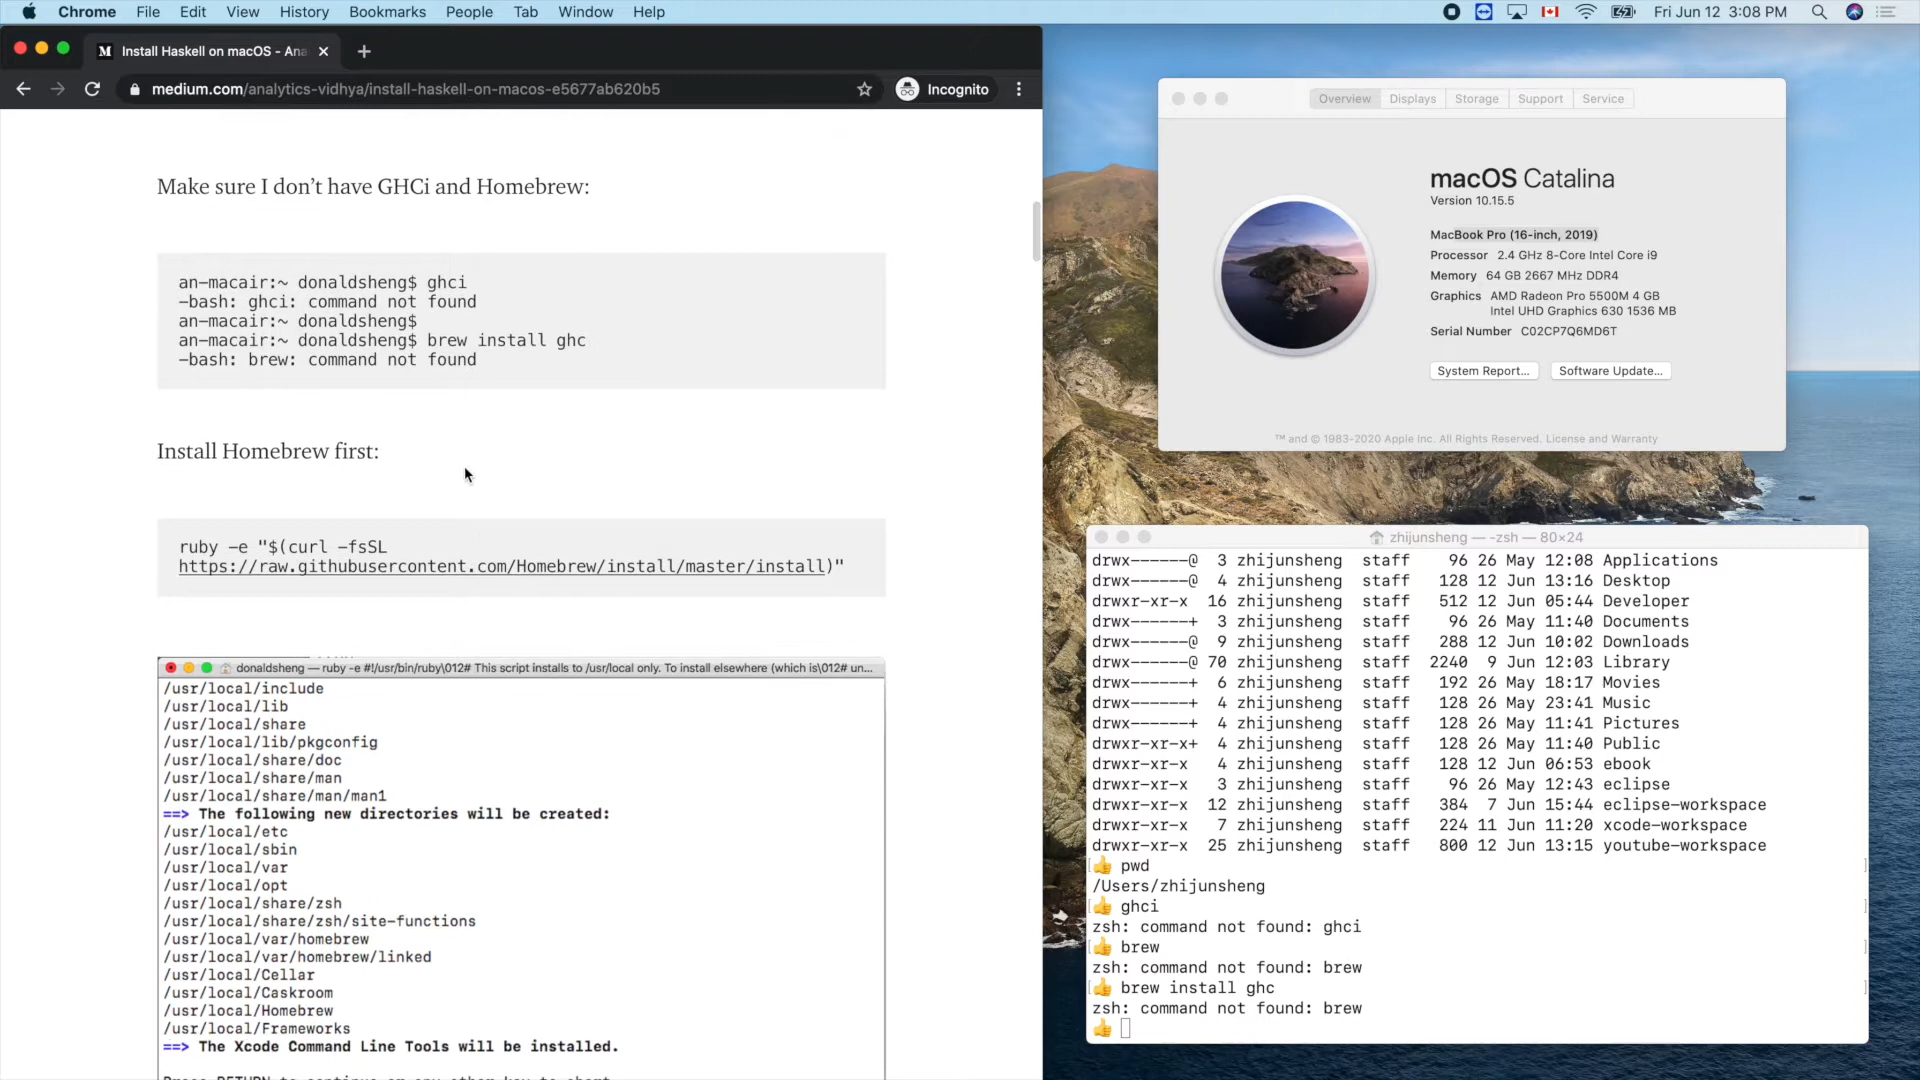 Chrome File Edit View History Bookmarks People Tab Window Help
Fri Jun 12 3:08 PM
Install Haskell on macOS - Ana
medium.com/analytics-vidhya/install-haskell-on-macos-e5677ab620b5
Incognito
Make sure I don’t have GHCi and Homebrew:
an-macair:~ donaldsheng$ ghci
-bash: ghci: command not found
an-macair:~ donaldsheng$
an-macair:~ donaldsheng$ brew install ghc
-bash: brew: command not found
Install Homebrew first:
ruby -e "$(curl -fsSL
https://raw.githubusercontent.com/Homebrew/install/master/install)"
donaldsheng — ruby -e #!/usr/bin/ruby\012# This script installs to /usr/local only. To install elsewhere (which is\012# un...
/usr/local/include
/usr/local/lib
/usr/local/share
/usr/local/lib/pkgconfig
/usr/local/share/doc
/usr/local/share/man
/usr/local/share/man/man1
==> The following new directories will be created:
/usr/local/etc
/usr/local/sbin
/usr/local/var
/usr/local/opt
/usr/local/share/zsh
/usr/local/share/zsh/site-functions
/usr/local/var/homebrew
/usr/local/var/homebrew/linked
/usr/local/Cellar
/usr/local/Caskroom
/usr/local/Homebrew
/usr/local/Frameworks
==> The Xcode Command Line Tools will be installed.
Overview Displays Storage Support Service
macOS Catalina
Version 10.15.5
MacBook Pro (16-inch, 2019)
Processor 2.4 GHz 8-Core Intel Core i9
Memory 64 GB 2667 MHz DDR4
Graphics AMD Radeon Pro 5500M 4 GB
Intel UHD Graphics 630 1536 MB
Serial Number C02CP7Q6MD6T
System Report... Software Update...
™ and © 1983-2020 Apple Inc. All Rights Reserved. License and Warranty
zhijunsheng — -zsh — 80×24
drwx------@ 3 zhijunsheng staff 96 26 May 12:08 Applications
drwx------@ 4 zhijunsheng staff 128 12 Jun 13:16 Desktop
drwxr-xr-x 16 zhijunsheng staff 512 12 Jun 05:44 Developer
drwx------+ 3 zhijunsheng staff 96 26 May 11:40 Documents
drwx------@ 9 zhijunsheng staff 288 12 Jun 10:02 Downloads
drwx------@ 70 zhijunsheng staff 2240 9 Jun 12:03 Library
drwx------+ 6 zhijunsheng staff 192 26 May 18:17 Movies
drwx------+ 4 zhijunsheng staff 128 26 May 23:41 Music
drwx------+ 4 zhijunsheng staff 128 26 May 11:41 Pictures
drwxr-xr-x+ 4 zhijunsheng staff 128 26 May 11:40 Public
drwxr-xr-x 4 zhijunsheng staff 128 12 Jun 06:53 ebook
drwxr-xr-x 3 zhijunsheng staff 96 26 May 12:43 eclipse
drwxr-xr-x 12 zhijunsheng staff 384 7 Jun 15:44 eclipse-workspace
drwxr-xr-x 7 zhijunsheng staff 224 11 Jun 11:20 xcode-workspace
drwxr-xr-x 25 zhijunsheng staff 800 12 Jun 13:15 youtube-workspace
[👍 pwd ]
/Users/zhijunsheng
[👍 ghci ]
zsh: command not found: ghci
[👍 brew ]
zsh: command not found: brew
[👍 brew install ghc ]
zsh: command not found: brew
👍